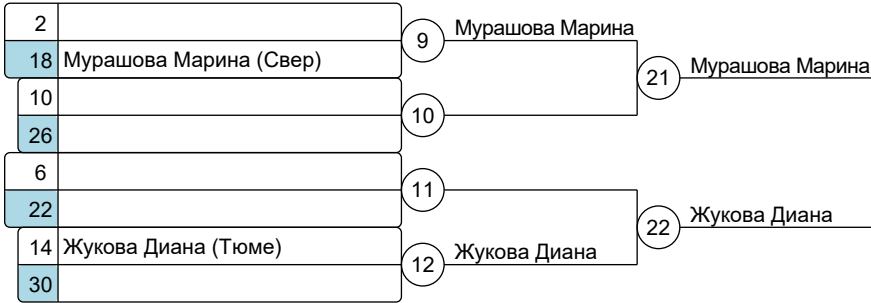 2
9 Мурашова Марина
18 Мурашова Марина (Свер)
21 Мурашова Марина
10
10
26
6
11
22
22 Жукова Диана
14 Жукова Диана (Тюме)
12 Жукова Диана
30